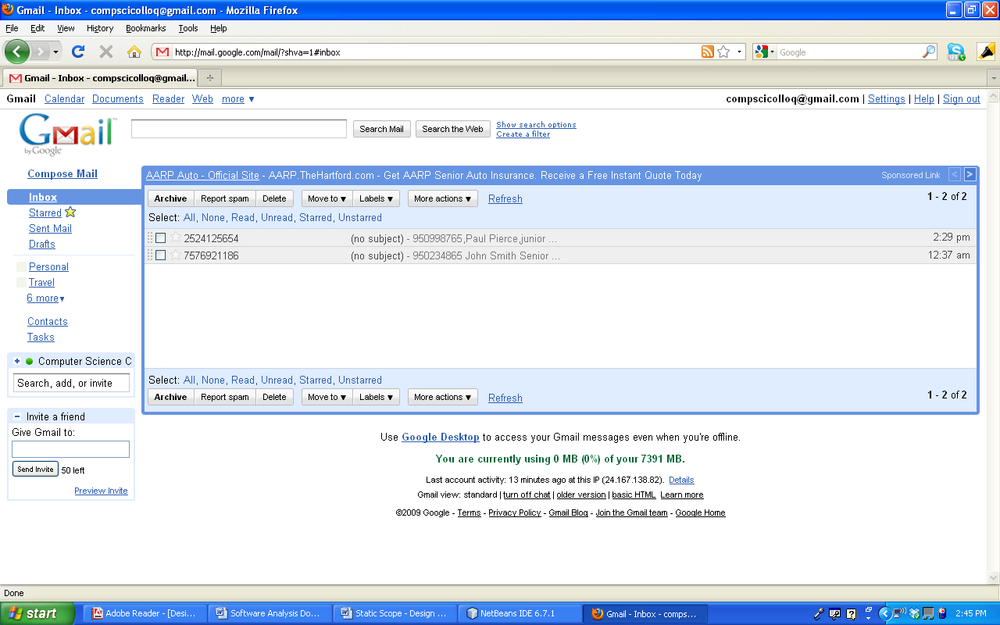 Gmail - Inbox - compscicolloq@gmail.com - Mozilla Firefox
File Edit View History Bookmarks Tools Help
http://mail.google.com/mail/?shva=1#inbox Google
Gmail - Inbox - compscicolloq@gmail...
Gmail Calendar Documents Reader Web more ▼ compscicolloq@gmail.com | Settings | Help | Sign out
Gmail by Google Search Mail Search the Web Show search options
Create a filter
Compose Mail
AARP Auto - Official Site - AARP.TheHartford.com - Get AARP Senior Auto Insurance. Receive a Free Instant Quote Today Sponsored Link < >
Inbox
Starred
Sent Mail
Drafts
Personal
Travel
6 more▼
Contacts
Tasks
Archive Report spam Delete Move to ▼ Labels ▼ More actions ▼ Refresh 1 - 2 of 2
Select: All, None, Read, Unread, Starred, Unstarred
2524125654 (no subject) - 950998765,Paul Pierce,junior ... 2:29 pm
7576921186 (no subject) - 950234865 John Smith Senior ... 12:37 am
Select: All, None, Read, Unread, Starred, Unstarred
Archive Report spam Delete Move to ▼ Labels ▼ More actions ▼ Refresh 1 - 2 of 2
+ Computer Science C
Search, add, or invite
− Invite a friend
Give Gmail to:
Send Invite 50 left
Preview Invite
Use Google Desktop to access your Gmail messages even when you're offline.
You are currently using 0 MB (0%) of your 7391 MB.
Last account activity: 13 minutes ago at this IP (24.167.138.82). Details
Gmail view: standard | turn off chat | older version | basic HTML Learn more
©2009 Google - Terms - Privacy Policy - Gmail Blog - Join the Gmail team - Google Home
Done
start Adobe Reader - [Desi... Software Analysis Do... Static Scope - Design ... NetBeans IDE 6.7.1 Gmail - Inbox - comps... 2:45 PM